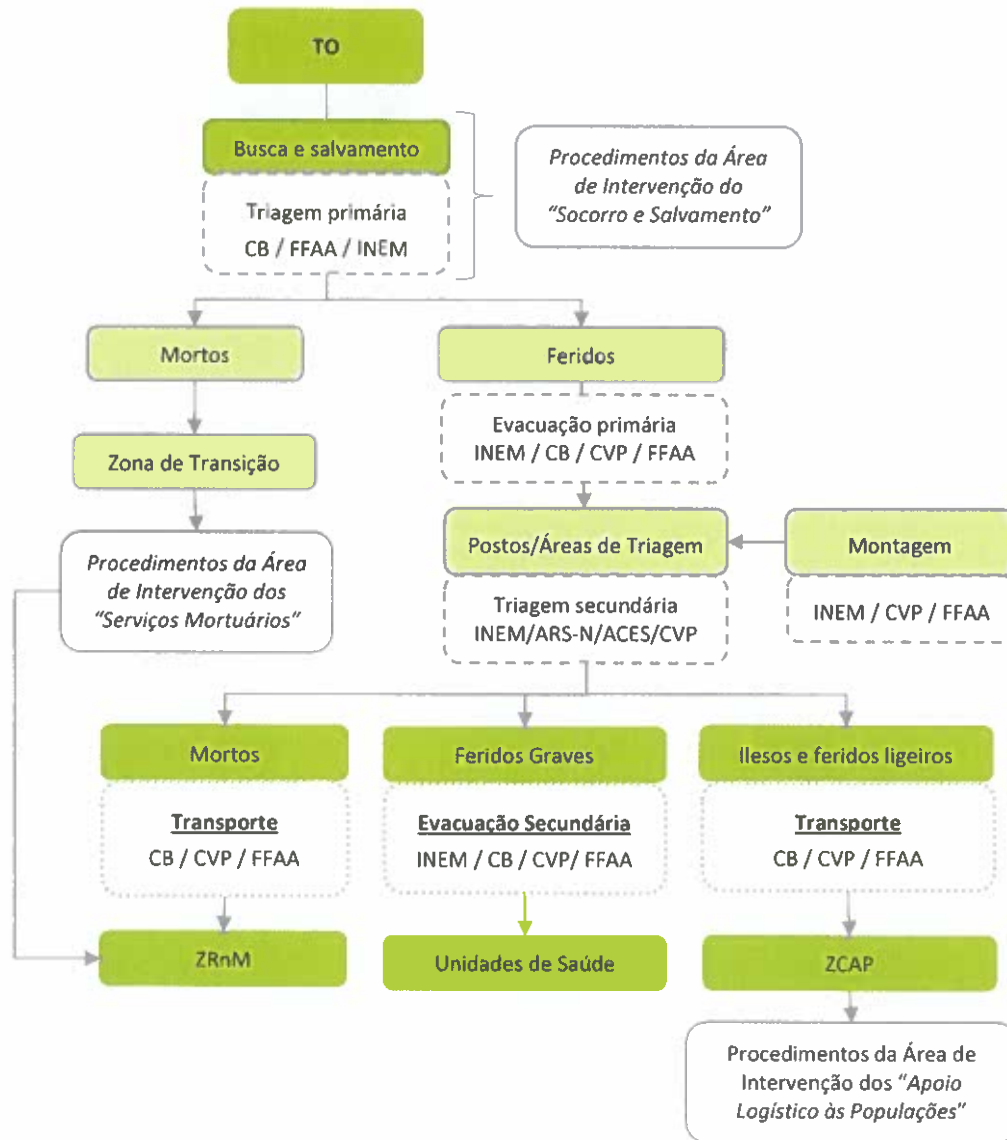 TO
Busca e salvamento
Triagem primária
CB / FFAA / INEM
Procedimentos da Área
de Intervenção do
"Socorro e Salvamento"
Mortos
Feridos
Zona de Transição
Evacuação primária
INEM / CB / CVP / FFAA
Procedimentos da Área
de Intervenção dos
"Serviços Mortuários"
Postos/Áreas de Triagem
Triagem secundária
INEM/ARS-N/ACES/CVP
Montagem
INEM / CVP / FFAA
Mortos
Transporte
CB / CVP / FFAA
Feridos Graves
Evacuação Secundária
INEM / CB / CVP/ FFAA
Ilesos e feridos ligeiros
Transporte
CB / CVP / FFAA
ZRnM
Unidades de Saúde
ZCAP
Procedimentos da Área de
Intervenção dos "Apoio
Logístico às Populações"